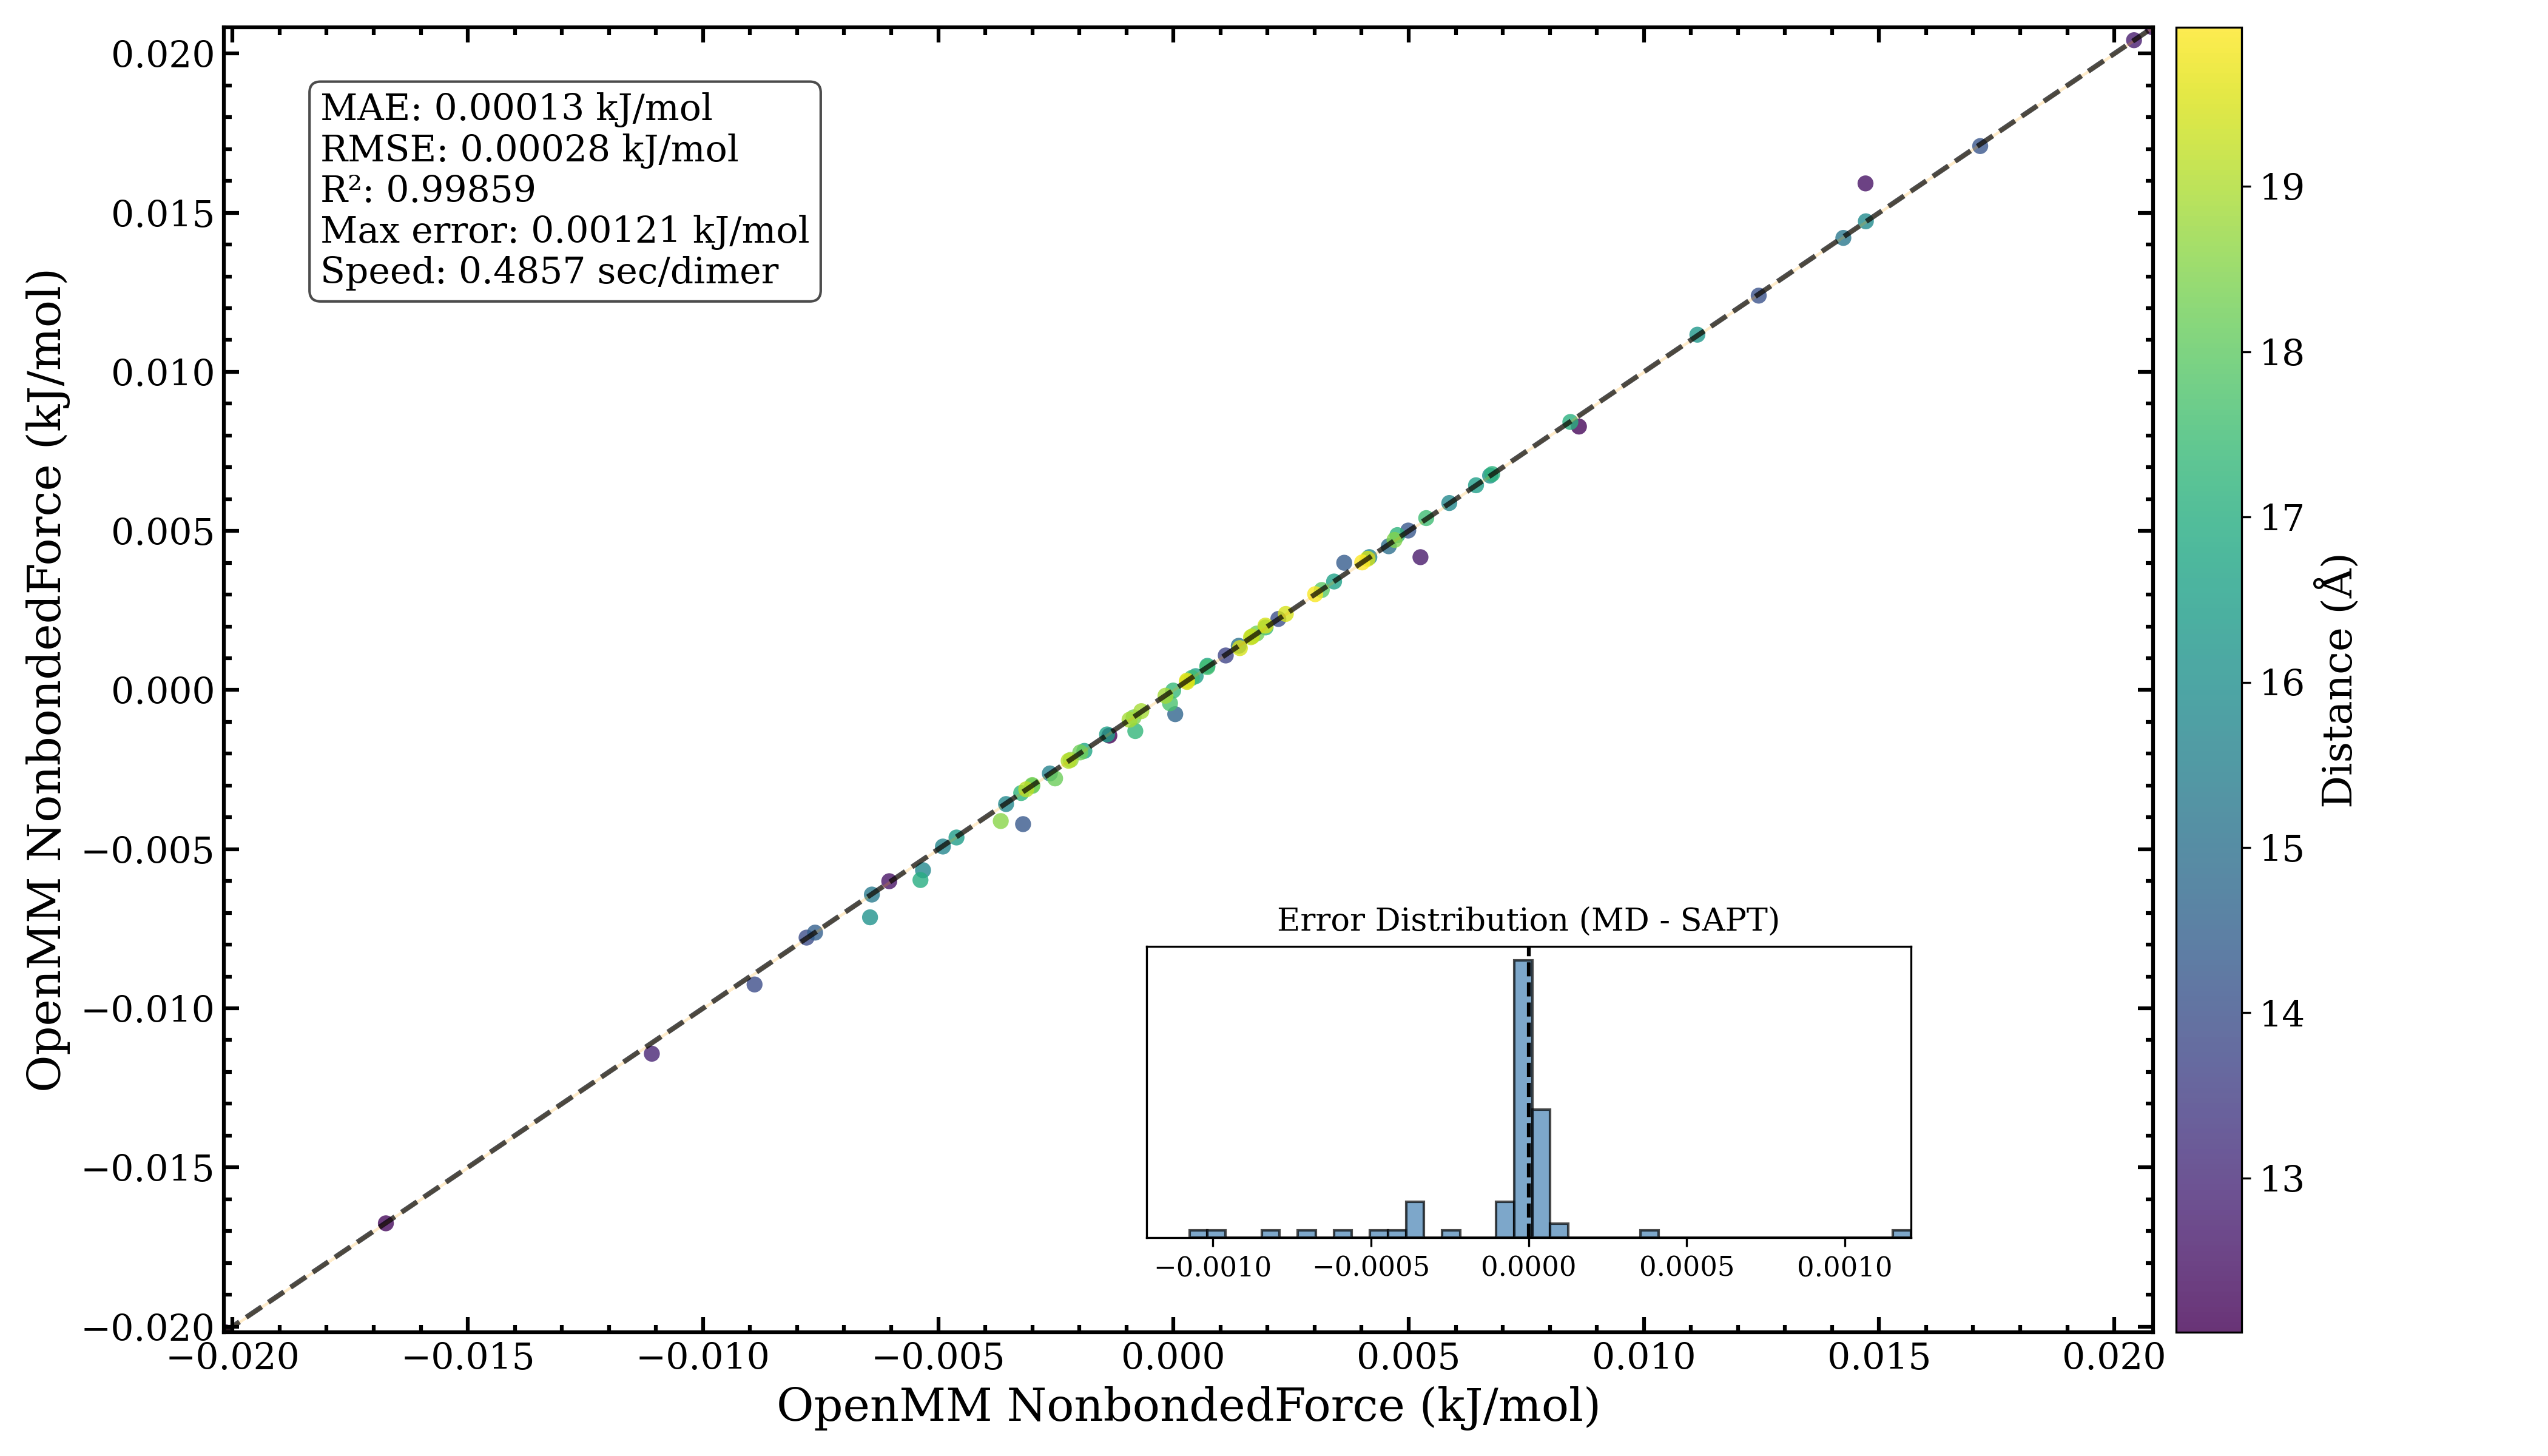 MAE: 0.00013 kJ/mol
RMSE: 0.00028 kJ/mol
R²: 0.99859
Max error: 0.00121 kJ/mol
Speed: 0.4857 sec/dimer
OpenMM NonbondedForce (kJ/mol)
0.020
0.015
0.010
0.005
0.000
−0.005
−0.010
−0.015
−0.020
Error Distribution (MD - SAPT)
−0.0010 −0.0005 0.0000 0.0005 0.0010
−0.020 −0.015 −0.010 −0.005 0.000 0.005 0.010 0.015 0.020
OpenMM NonbondedForce (kJ/mol)
19
18
17
16
15
14
13
Distance (Å)